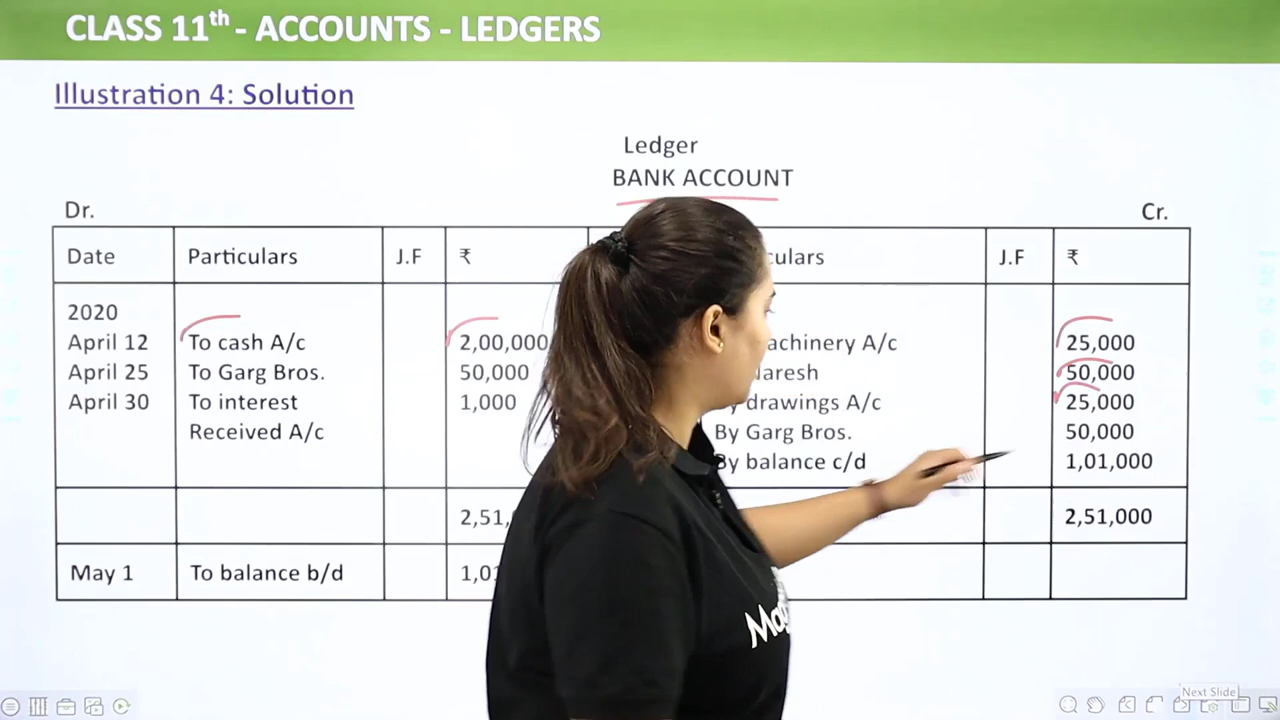 CLASS 11th - ACCOUNTS - LEDGERS
Illustration 4: Solution
Ledger
BANK ACCOUNT
Dr. Cr.
Date Particulars J.F ₹ J.F ₹
2020
April 12 To cash A/c 2,00,000 A/c 25,000
April 25 To Garg Bros. 50,000 50,000
April 30 To interest 1,000 drawings A/c 25,000
Received A/c By Garg Bros. 50,000
By balance c/d 1,01,000
2,51,000
May 1 To balance b/d
Next Slide